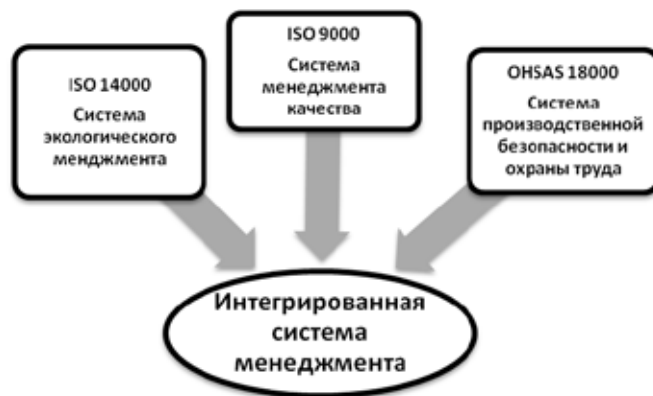 ISO 14000
Система
экологического
менджмента
ISO 9000
Система
менеджмента
качества
OHSAS 18000
Система
производственной
безопасности и
охраны труда
Интегрированная
система
менеджмента